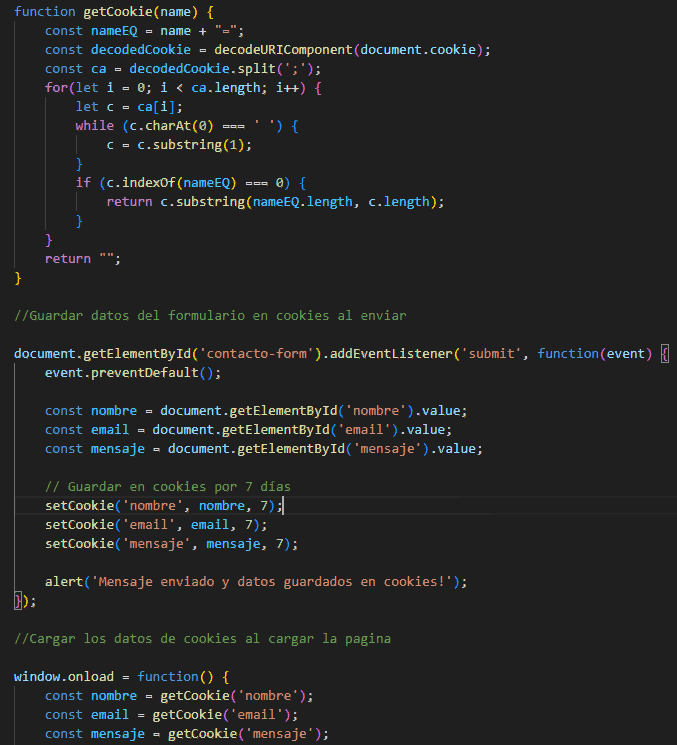 function getCookie(name) {
    const nameEQ = name + "=";
    const decodedCookie = decodeURIComponent(document.cookie);
    const ca = decodedCookie.split(';');
    for(let i = 0; i < ca.length; i++) {
        let c = ca[i];
        while (c.charAt(0) === ' ') {
            c = c.substring(1);
        }
        if (c.indexOf(nameEQ) === 0) {
            return c.substring(nameEQ.length, c.length);
        }
    }
    return "";
}
//Guardar datos del formulario en cookies al enviar
document.getElementById('contacto-form').addEventListener('submit', function(event) {
    event.preventDefault();
    const nombre = document.getElementById('nombre').value;
    const email = document.getElementById('email').value;
    const mensaje = document.getElementById('mensaje').value;
    // Guardar en cookies por 7 días
    setCookie('nombre', nombre, 7);
    setCookie('email', email, 7);
    setCookie('mensaje', mensaje, 7);
    alert('Mensaje enviado y datos guardados en cookies!');
});
//Cargar los datos de cookies al cargar la pagina
window.onload = function() {
    const nombre = getCookie('nombre');
    const email = getCookie('email');
    const mensaje = getCookie('mensaje');